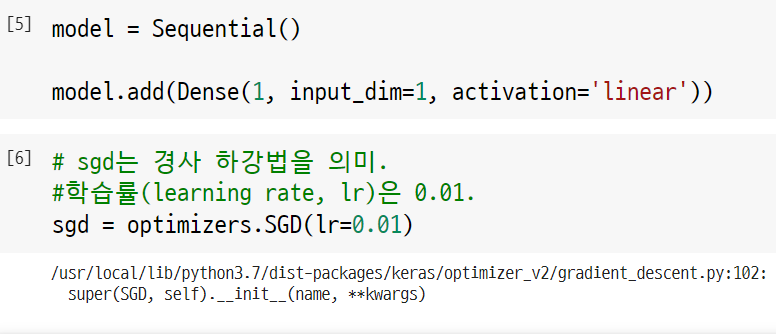 [5] model = Sequential()
model.add(Dense(1, input_dim=1, activation='linear'))
[6] # sgd는 경사 하강법을 의미.
#학습률(learning rate, lr)은 0.01.
sgd = optimizers.SGD(lr=0.01)
/usr/local/lib/python3.7/dist-packages/keras/optimizer_v2/gradient_descent.py:102:
super(SGD, self).__init__(name, **kwargs)